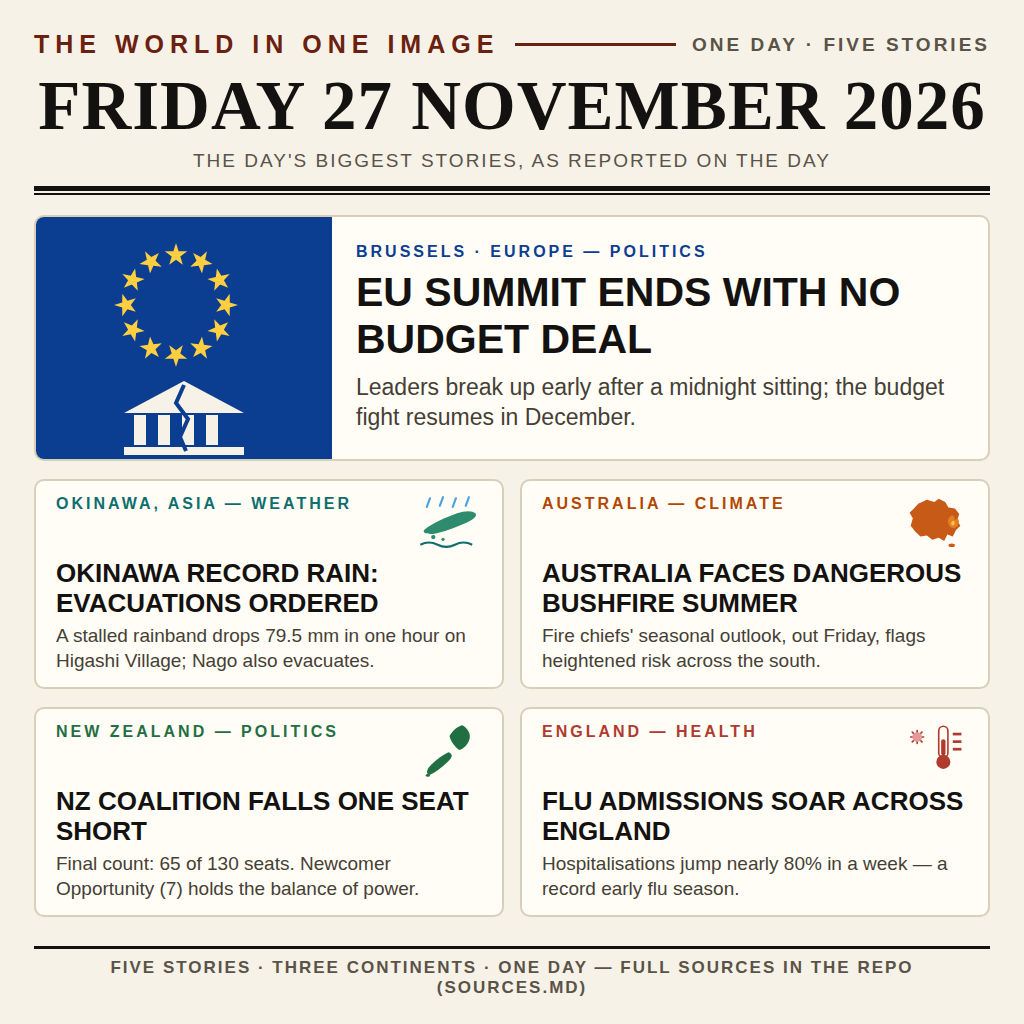 THE WORLD IN ONE IMAGE
ONE DAY · FIVE STORIES
FRIDAY 27 NOVEMBER 2026
THE DAY'S BIGGEST STORIES, AS REPORTED ON THE DAY
BRUSSELS · EUROPE — POLITICS
EU SUMMIT ENDS WITH NO
BUDGET DEAL
Leaders break up early after a midnight sitting; the budget
fight resumes in December.
OKINAWA, ASIA — WEATHER
OKINAWA RECORD RAIN:
EVACUATIONS ORDERED
A stalled rainband drops 79.5 mm in one hour on
Higashi Village; Nago also evacuates.
AUSTRALIA — CLIMATE
AUSTRALIA FACES DANGEROUS
BUSHFIRE SUMMER
Fire chiefs' seasonal outlook, out Friday, flags
heightened risk across the south.
NEW ZEALAND — POLITICS
NZ COALITION FALLS ONE SEAT
SHORT
Final count: 65 of 130 seats. Newcomer
Opportunity (7) holds the balance of power.
ENGLAND — HEALTH
FLU ADMISSIONS SOAR ACROSS
ENGLAND
Hospitalisations jump nearly 80% in a week — a
record early flu season.
FIVE STORIES · THREE CONTINENTS · ONE DAY — FULL SOURCES IN THE REPO
(SOURCES.MD)